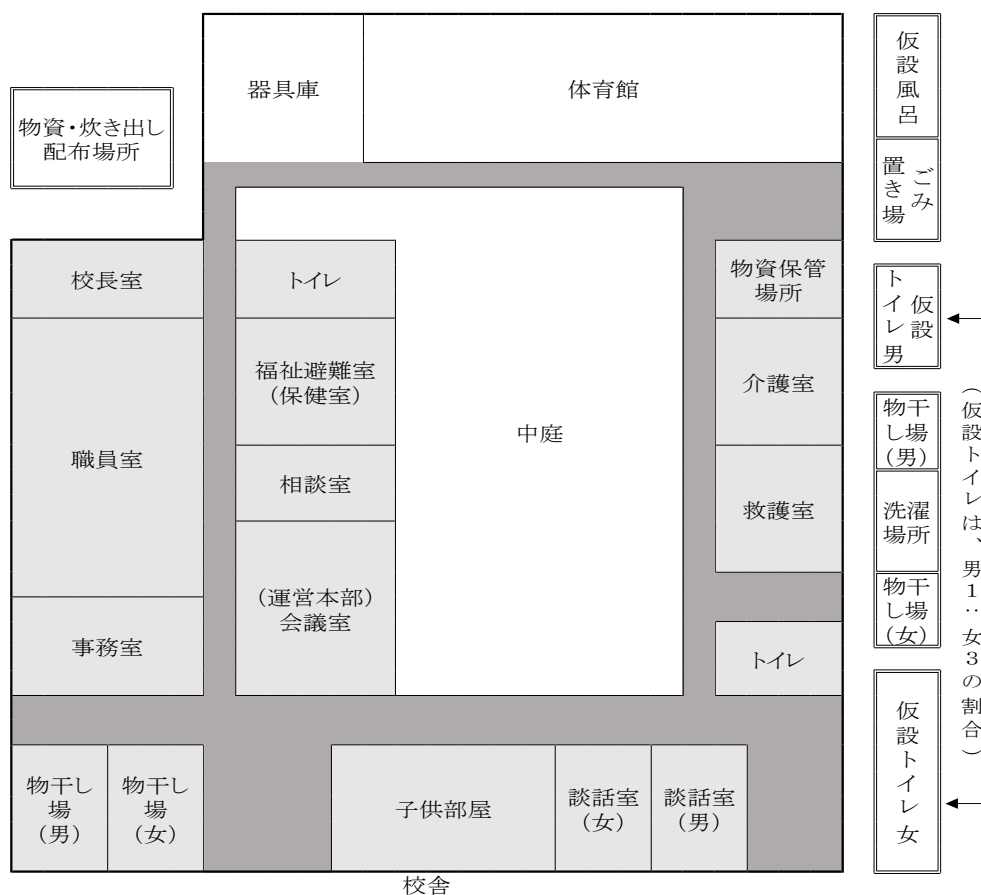 器具庫
体育館
仮設風呂
物資・炊き出し
配布場所
ごみ
置き場
校長室
トイレ
物資保管
場所
仮設
トイレ男
福祉避難室
(保健室)
介護室
職員室
中庭
相談室
救護室
物干
し場
(男)
洗濯
場所
物干
し場
(女)
(仮設トイレは、男1：女3の割合)
(運営本部)
会議室
事務室
トイレ
仮設トイレ女
物干し
場
(男)
物干し
場
(女)
子供部屋
談話室
(女)
談話室
(男)
校舎